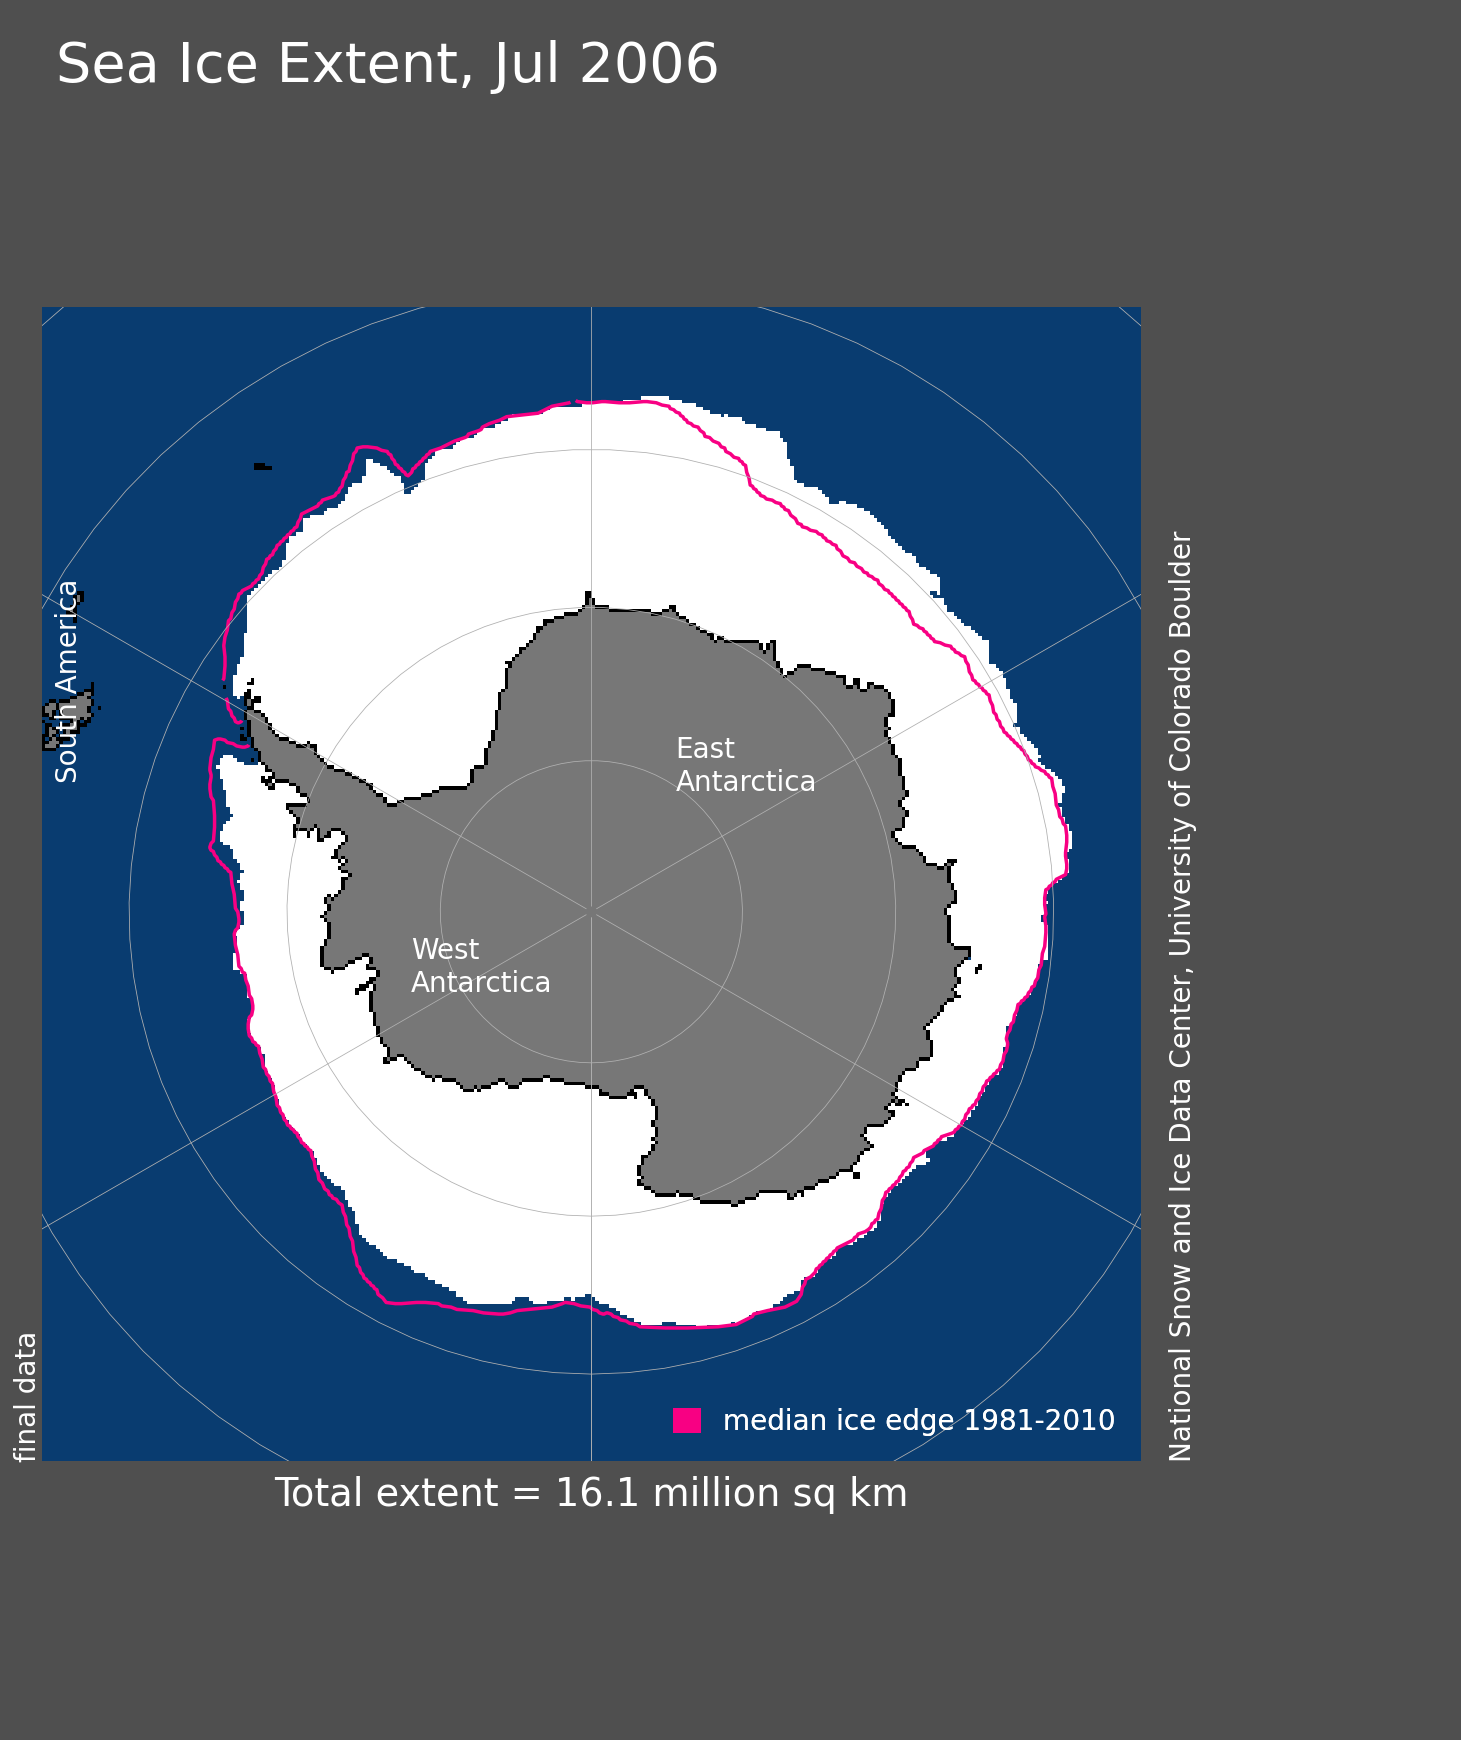 Sea Ice Extent, Jul 2006
South America
East
Antarctica
West
Antarctica
median ice edge 1981-2010
final data
National Snow and Ice Data Center, University of Colorado Boulder
Total extent = 16.1 million sq km